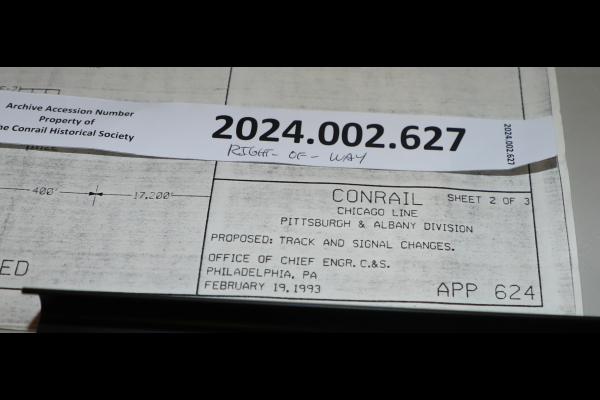 Archive Accession Number
Property of
e Conrail Historical Society
2024.002.627
RIGHT-OF-WAY
2024.002.627
400'
17,200'
ED
CONRAIL SHEET 2 OF 3
CHICAGO LINE
PITTSBURGH & ALBANY DIVISION
PROPOSED: TRACK AND SIGNAL CHANGES.
OFFICE OF CHIEF ENGR. C.&S.
PHILADELPHIA, PA
FEBRUARY 19, 1993
APP 624